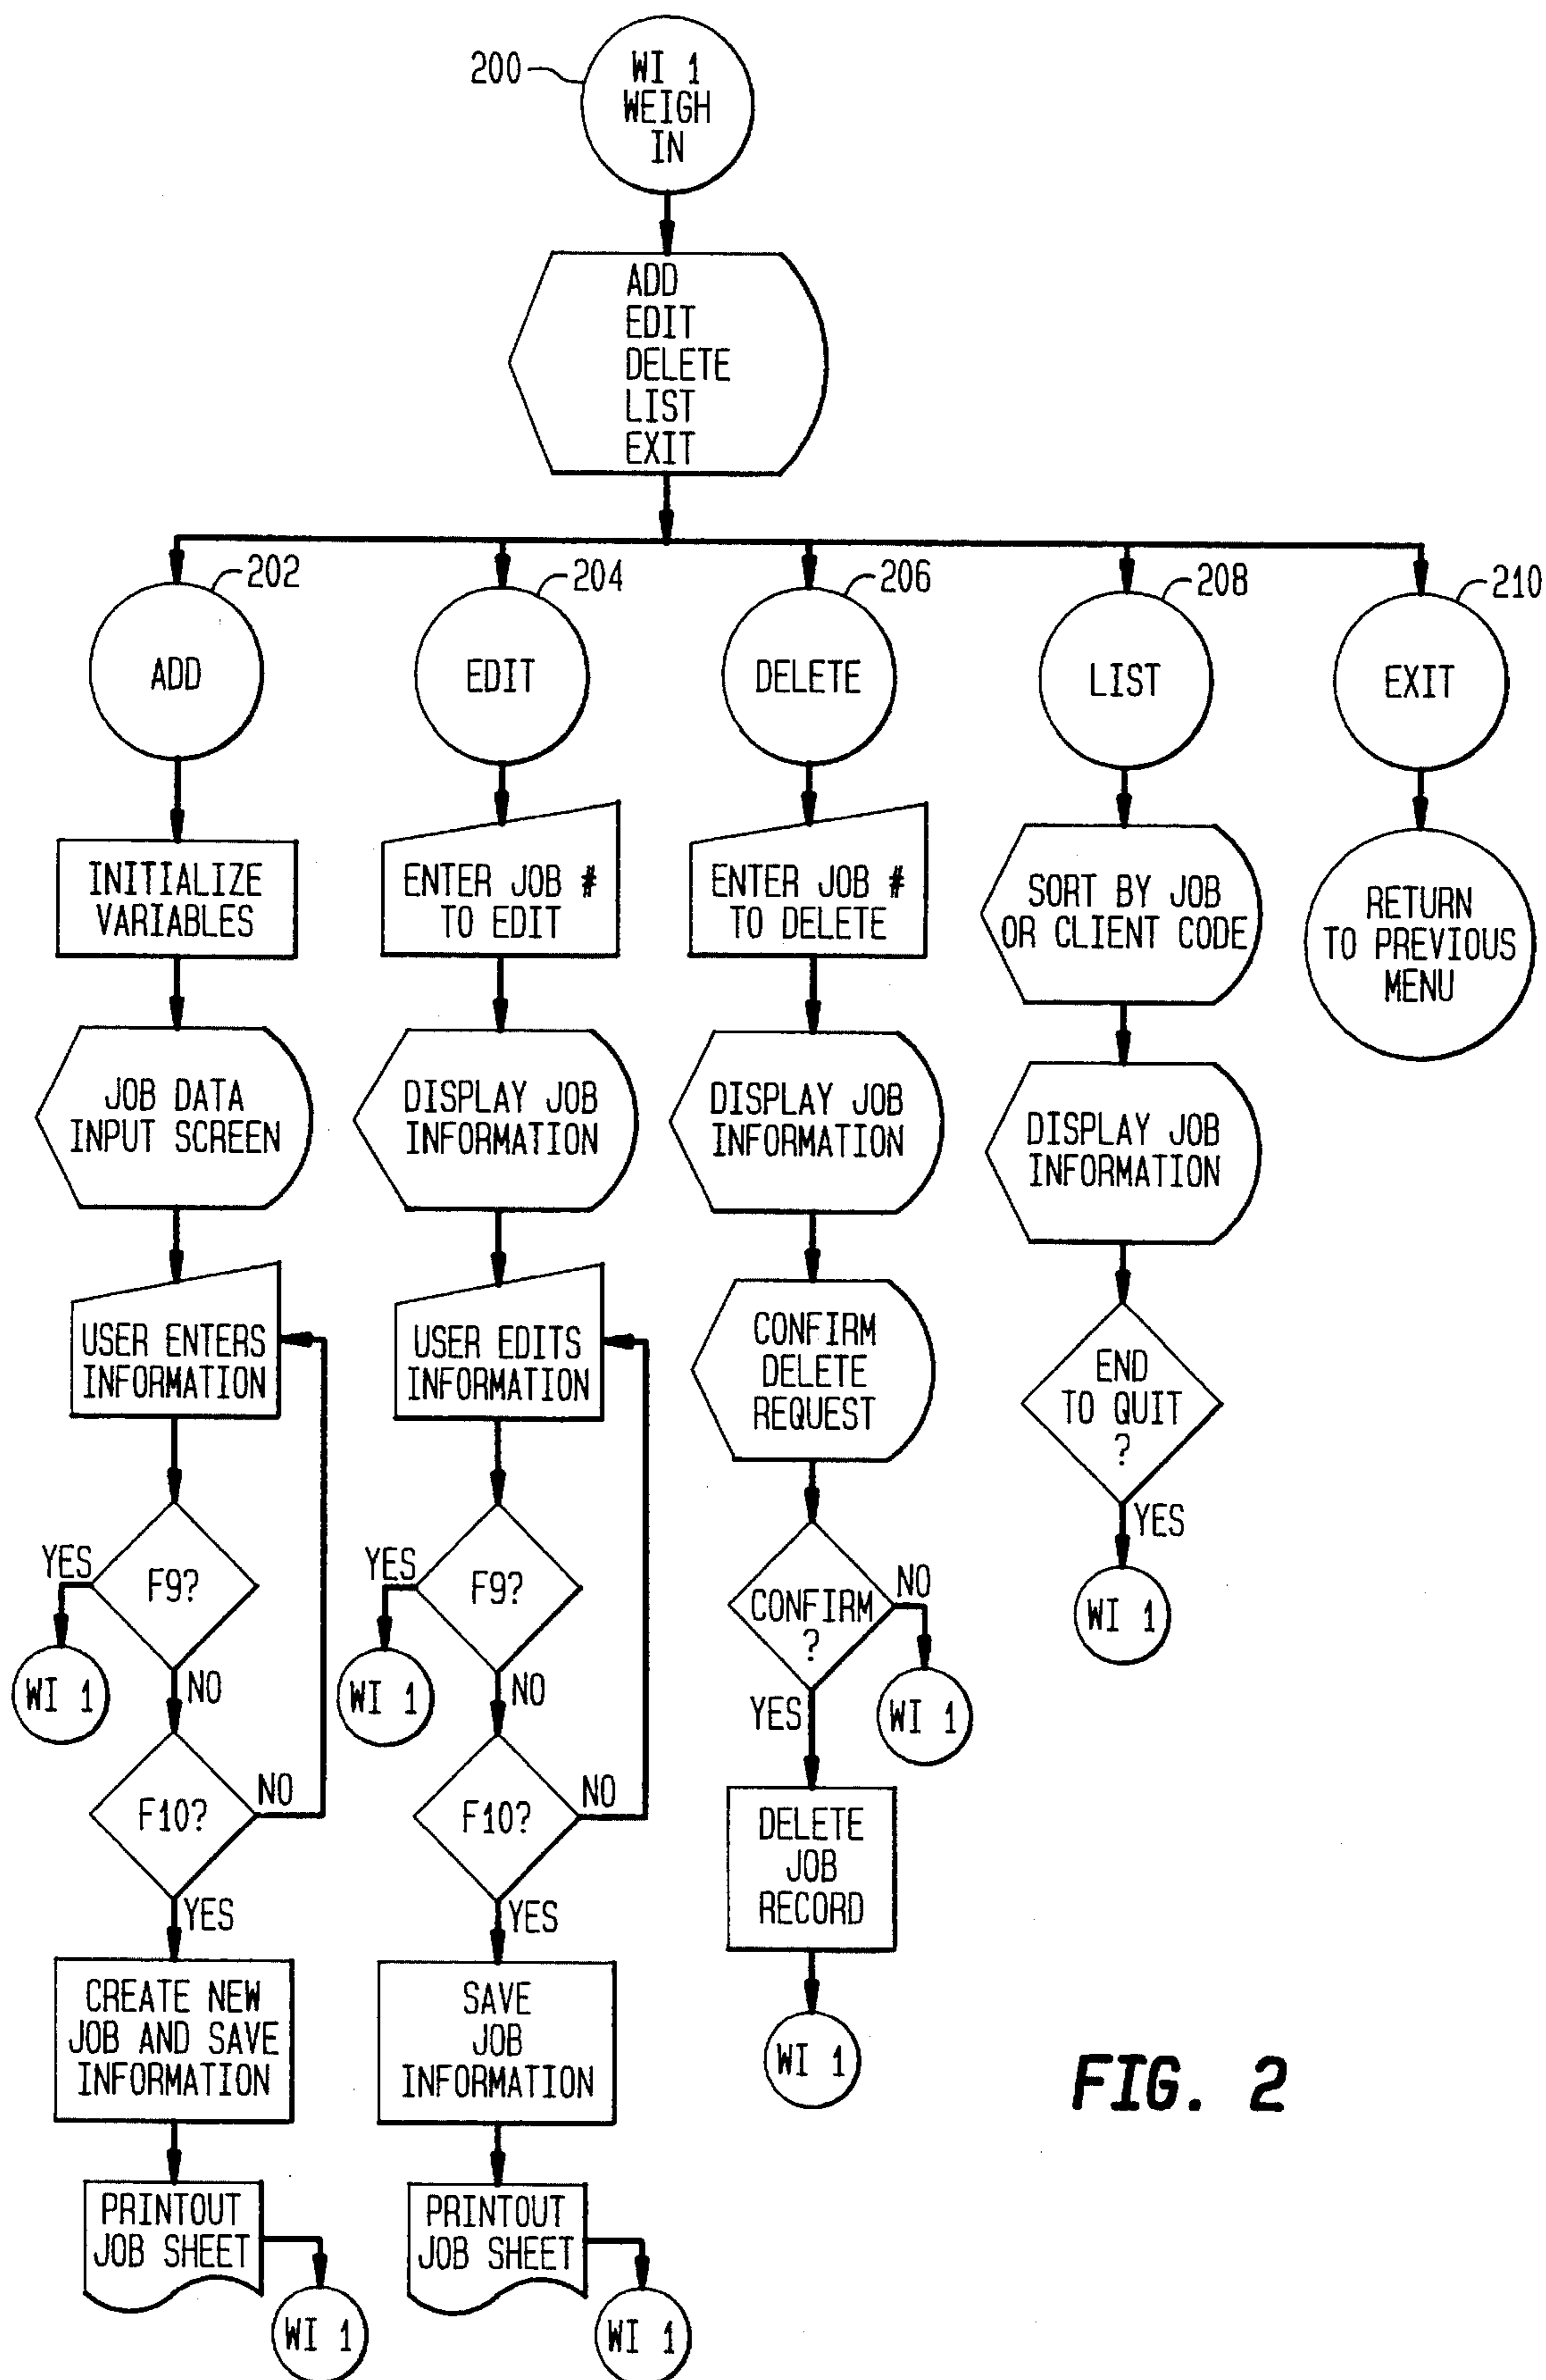 200
WI 1
WEIGH
IN
ADD
EDIT
DELETE
LIST
EXIT
202
ADD
INITIALIZE
VARIABLES
JOB DATA
INPUT SCREEN
USER ENTERS
INFORMATION
F9?
YES
WI 1
NO
F10?
NO
YES
CREATE NEW
JOB AND SAVE
INFORMATION
PRINTOUT
JOB SHEET
WI 1
204
EDIT
ENTER JOB #
TO EDIT
DISPLAY JOB
INFORMATION
USER EDITS
INFORMATION
F9?
YES
WI 1
NO
F10?
NO
YES
SAVE
JOB
INFORMATION
PRINTOUT
JOB SHEET
WI 1
206
DELETE
ENTER JOB #
TO DELETE
DISPLAY JOB
INFORMATION
CONFIRM
DELETE
REQUEST
CONFIRM
?
NO
WI 1
YES
DELETE
JOB
RECORD
WI 1
208
LIST
SORT BY JOB
OR CLIENT CODE
DISPLAY JOB
INFORMATION
END
TO QUIT
?
YES
WI 1
210
EXIT
RETURN
TO PREVIOUS
MENU
FIG. 2